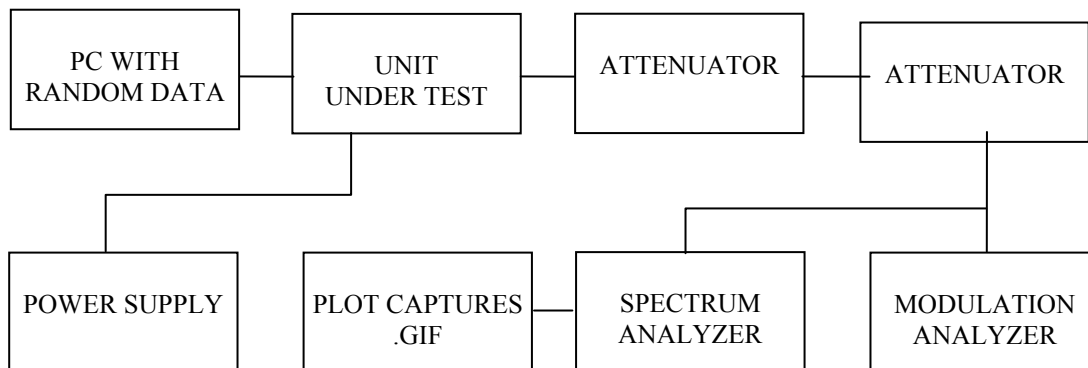 PC WITH
RANDOM DATA
UNIT
UNDER TEST
ATTENUATOR
ATTENUATOR
POWER SUPPLY
PLOT CAPTURES
.GIF
SPECTRUM
ANALYZER
MODULATION
ANALYZER